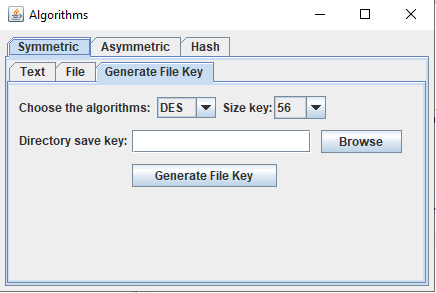 Algorithms
Symmetric Asymmetric Hash
Text File Generate File Key
Choose the algorithms: DES Size key: 56
Directory save key: Browse
Generate File Key